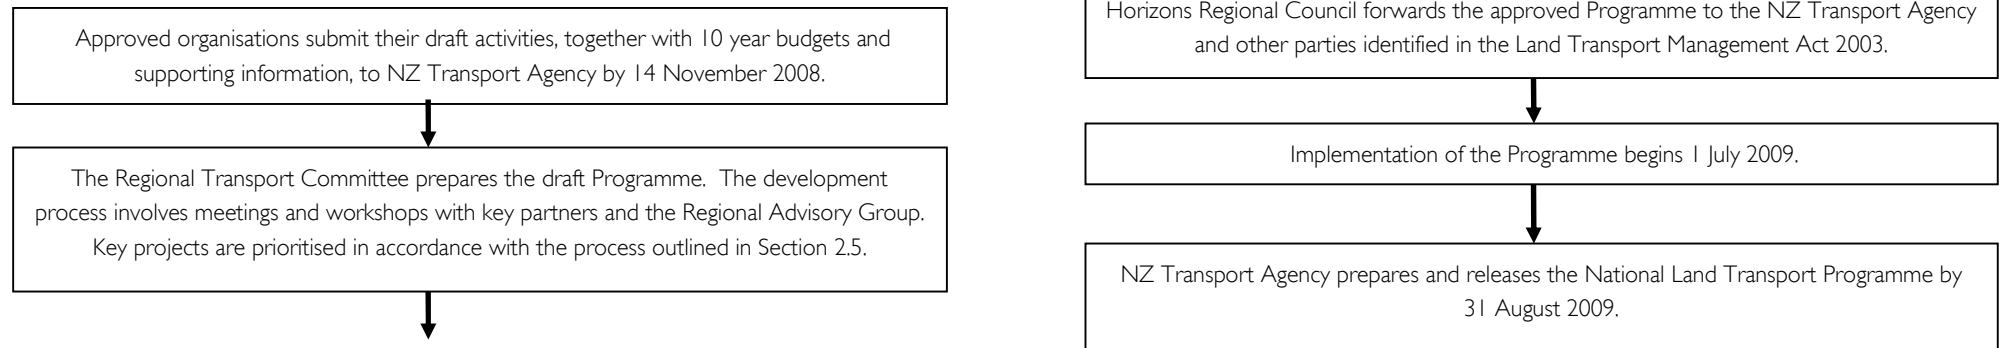 Approved organisations submit their draft activities, together with 10 year budgets and
supporting information, to NZ Transport Agency by 14 November 2008.
The Regional Transport Committee prepares the draft Programme. The development
process involves meetings and workshops with key partners and the Regional Advisory Group.
Key projects are prioritised in accordance with the process outlined in Section 2.5.
Horizons Regional Council forwards the approved Programme to the NZ Transport Agency
and other parties identified in the Land Transport Management Act 2003.
Implementation of the Programme begins 1 July 2009.
NZ Transport Agency prepares and releases the National Land Transport Programme by
31 August 2009.